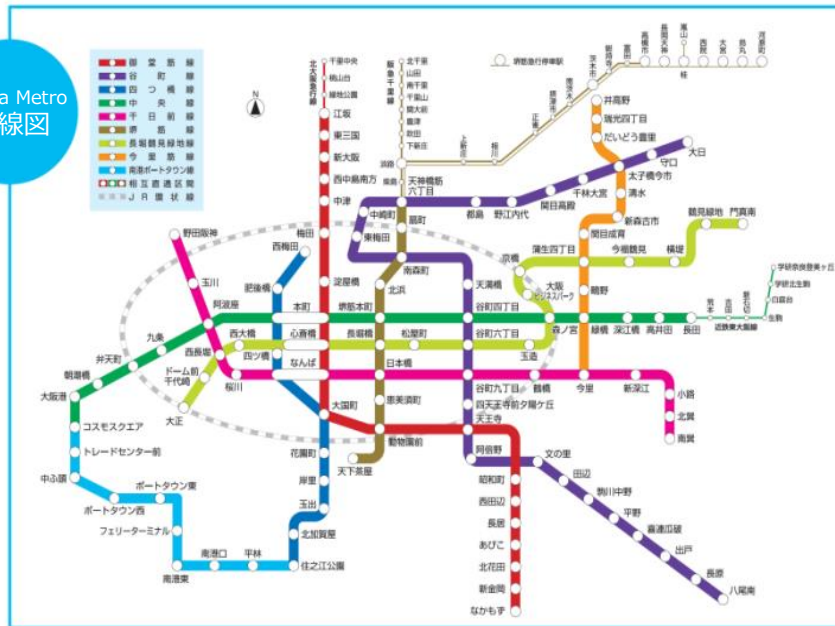 a Metro
線図
御堂筋線
谷町線
四つ橋線
中央線
千日前線
堺筋線
長堀鶴見緑地線
今里筋線
南港ポートタウン線
相互直通区間
JR環状線
N
北大阪急行線
千里中央
桃山台
緑地公園
江坂
東三国
新大阪
西中島南方
中津
梅田
淀屋橋
本町
心斎橋
なんば
大国町
阪急千里線
北千里
山田
南千里
千里山
関大前
豊津
吹田
下新庄
淡路
柴島
天神橋筋
六丁目
扇町
南森町
北浜
堺筋本町
長堀橋
日本橋
恵美須町
動物園前
天下茶屋
堺筋急行停車駅
上新庄
相川
正雀
摂津市
南茨木
茨木市
総持寺
富田
高槻市
長岡天神
嵐山
桂
西院
大宮
烏丸
河原町
井高野
瑞光四丁目
だいどう豊里
太子橋今市
清水
新森古市
関目成育
蒲生四丁目
鴫野
緑橋
今里
大日
守口
千林大宮
関目高殿
野江内代
都島
中崎町
東梅田
天満橋
谷町四丁目
谷町六丁目
谷町九丁目
四天王寺前夕陽ケ丘
天王寺
阿倍野
文の里
田辺
駒川中野
平野
喜連瓜破
出戸
長原
八尾南
鶴見緑地
門真南
横堤
今福鶴見
京橋
大阪
ビジネスパーク
森ノ宮
玉造
松屋町
西大橋
西長堀
ドーム前
千代崎
大正
深江橋
高井田
長田
荒本
吉田
新石切
生駒
近鉄東大阪線
白庭台
学研北生駒
学研奈良登美ヶ丘
野田阪神
玉川
阿波座
桜川
鶴橋
新深江
小路
北巽
南巽
西梅田
肥後橋
四ツ橋
花園町
岸里
玉出
北加賀屋
住之江公園
九条
弁天町
朝潮橋
大阪港
コスモスクエア
トレードセンター前
中ふ頭
ポートタウン西
ポートタウン東
フェリーターミナル
南港東
南港口
平林
昭和町
西田辺
長居
あびこ
北花田
新金岡
なかもず